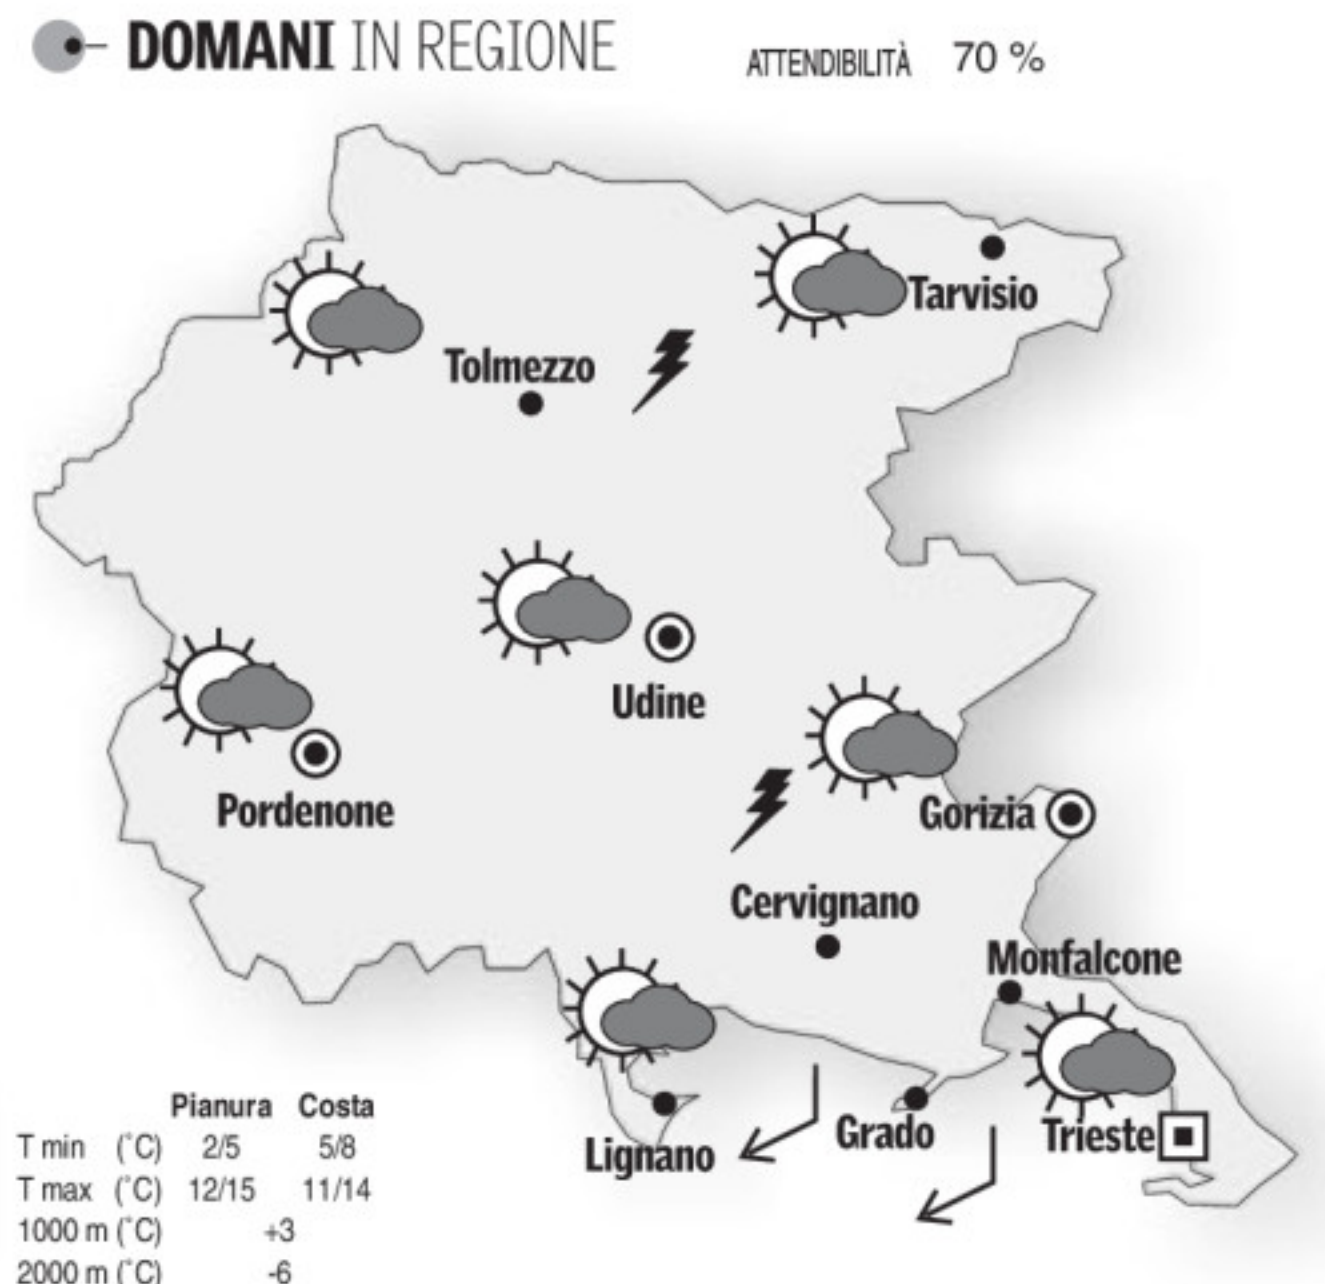 DOMANI IN REGIONE
ATTENDIBILITÀ 70 %
Tarvisio
Tolmezzo
Udine
Pordenone
Gorizia
Cervignano
Monfalcone
Grado
Trieste
Lignano
Pianura Costa
T min (°C) 2/5 5/8
T max (°C) 12/15 11/14
1000 m (°C) +3
2000 m (°C) -6